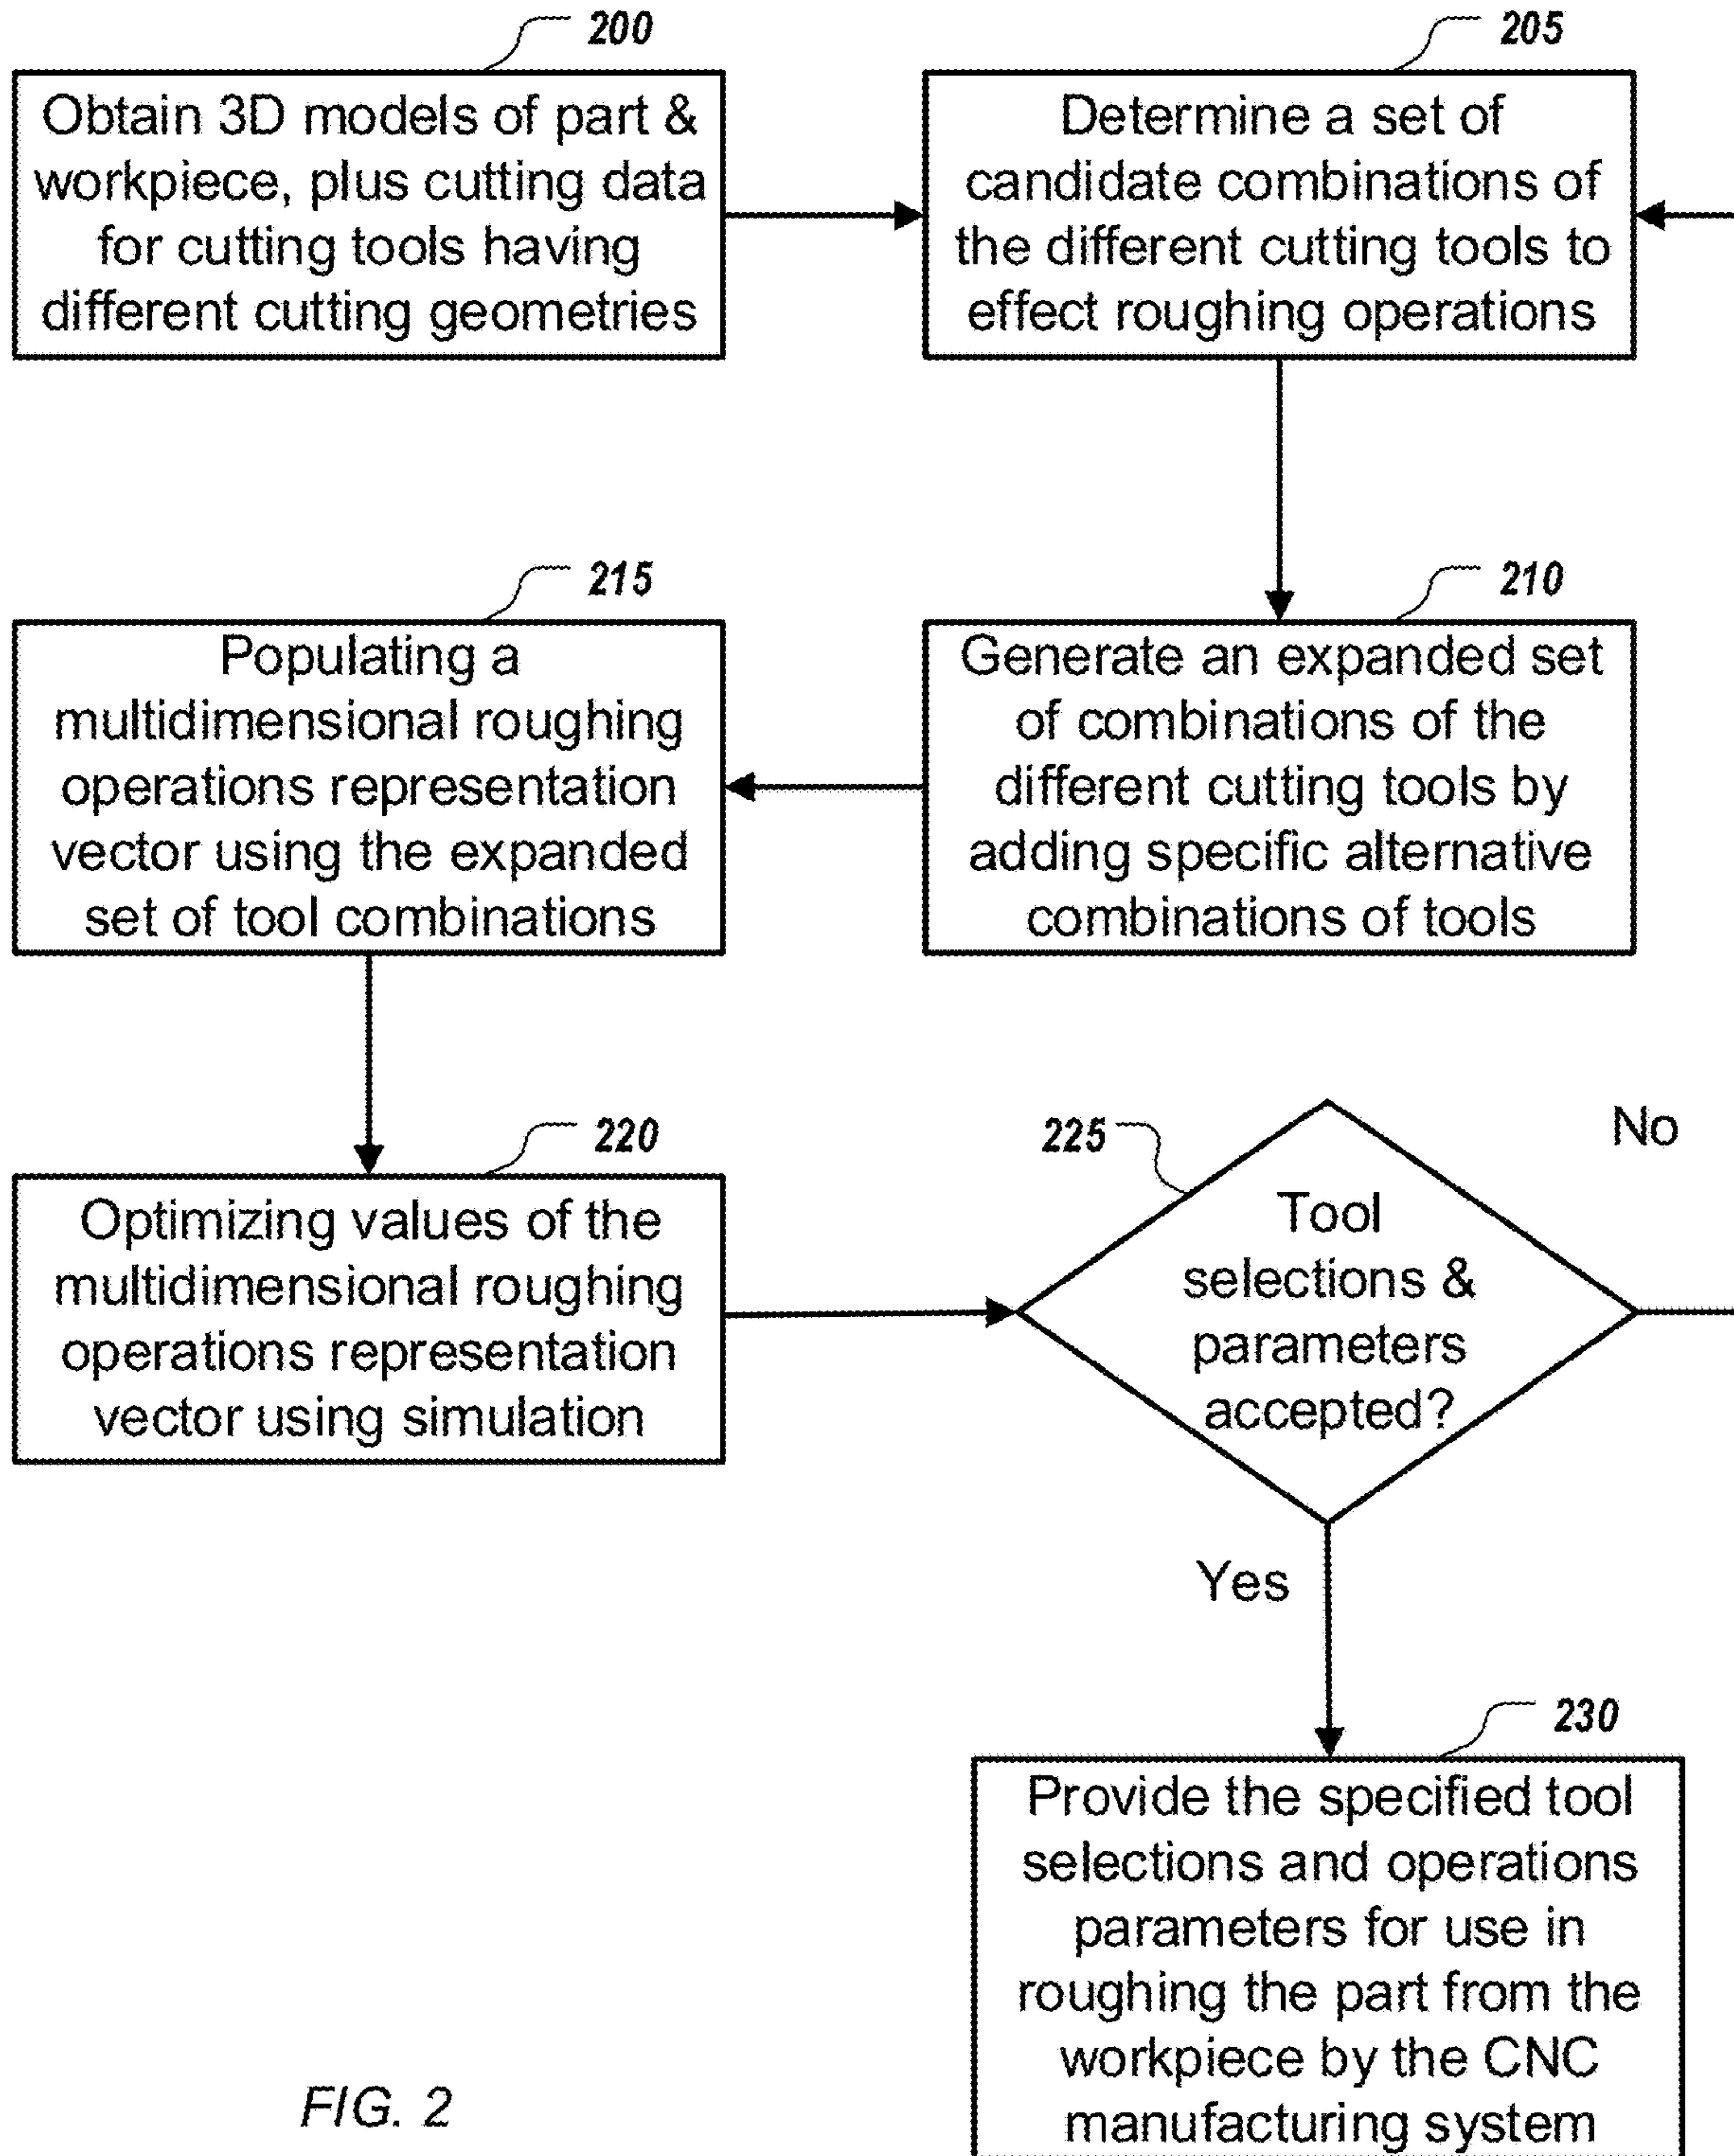 200
Obtain 3D models of part &
workpiece, plus cutting data
for cutting tools having
different cutting geometries
205
Determine a set of
candidate combinations of
the different cutting tools to
effect roughing operations
210
Generate an expanded set
of combinations of the
different cutting tools by
adding specific alternative
combinations of tools
215
Populating a
multidimensional roughing
operations representation
vector using the expanded
set of tool combinations
220
Optimizing values of the
multidimensional roughing
operations representation
vector using simulation
225
Tool
selections &
parameters
accepted?
No
Yes
230
Provide the specified tool
selections and operations
parameters for use in
roughing the part from the
workpiece by the CNC
manufacturing system
FIG. 2